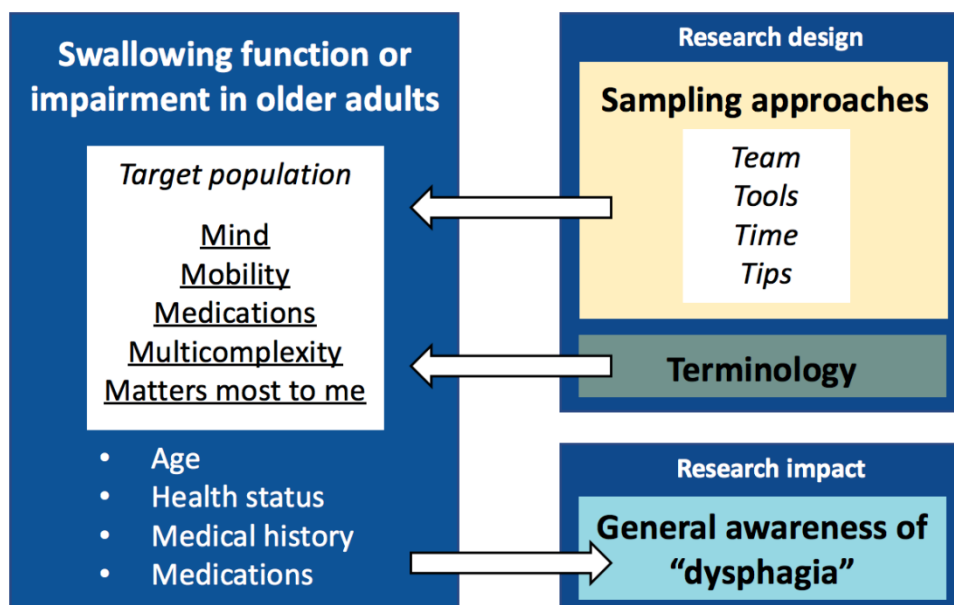 Swallowing function or
impairment in older adults
Target population
Mind
Mobility
Medications
Multicomplexity
Matters most to me
• Age
• Health status
• Medical history
• Medications
Research design
Sampling approaches
Team
Tools
Time
Tips
Terminology
Research impact
General awareness of
“dysphagia”